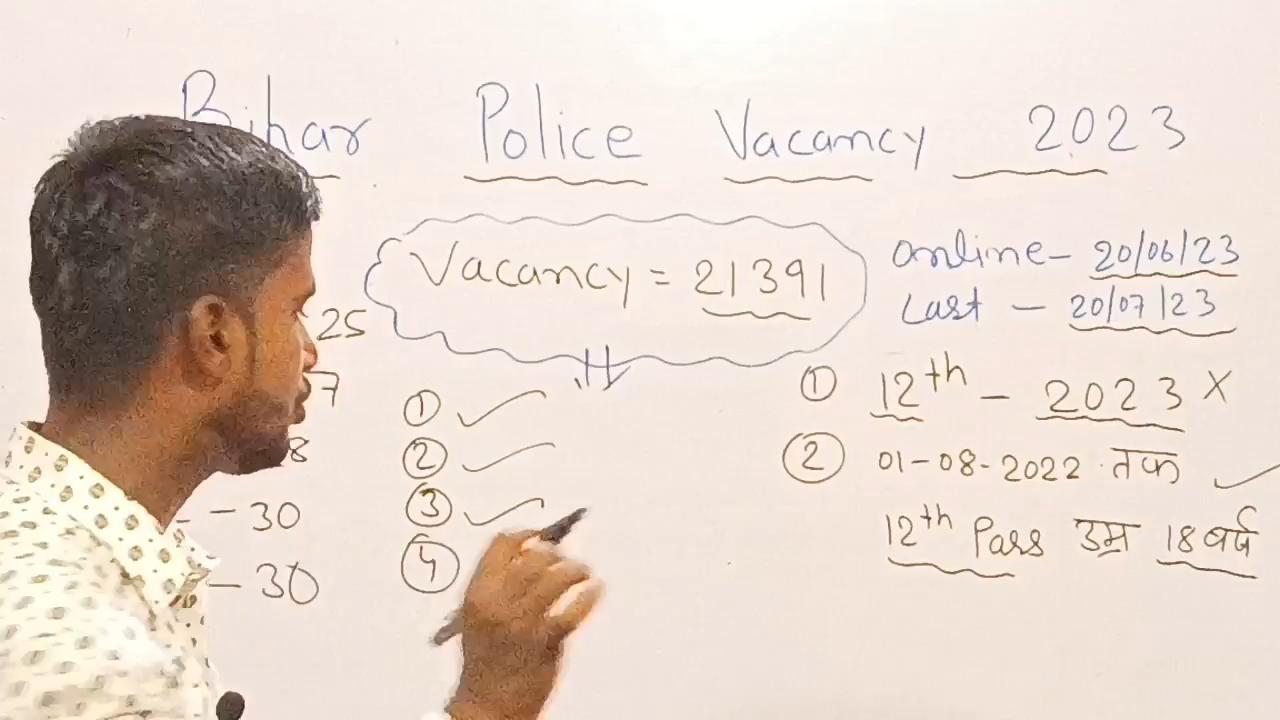 Bihar Police Vacancy 2023
Vacancy = 21391
online - 20/06/23
Last - 20/07/23
25
7
8
- 30
- 30
① ✓
② ✓
③ ✓
④
① 12th - 2023 X
② 01-08-2022 तक ✓
12th Pass उम्र 18 वर्ष